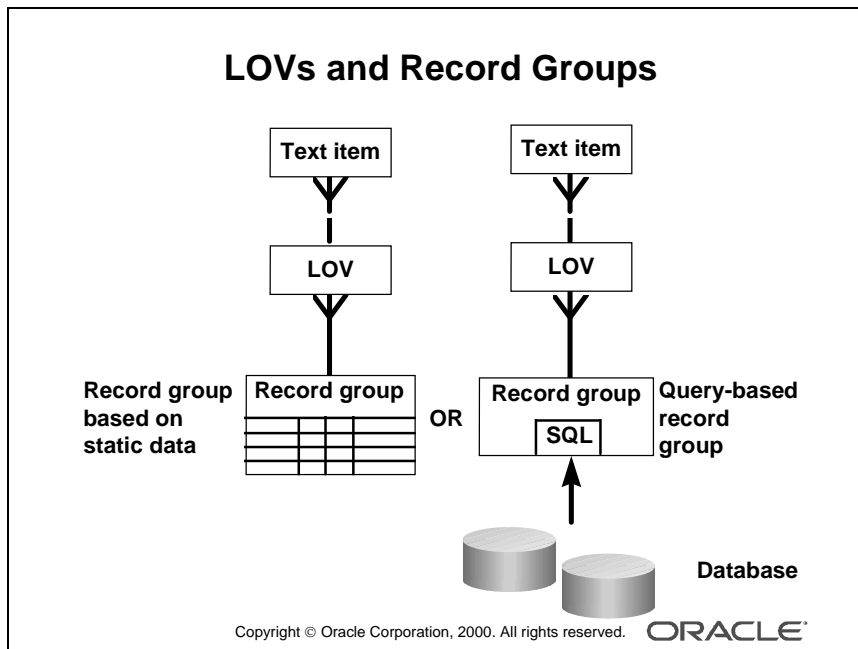 LOVs and Record Groups
Text item
Text item
LOV
LOV
Record group
based on
static data
Record group
OR
Record group
SQL
Query-based
record
group
Database
Copyright © Oracle Corporation, 2000. All rights reserved.
ORACLE®